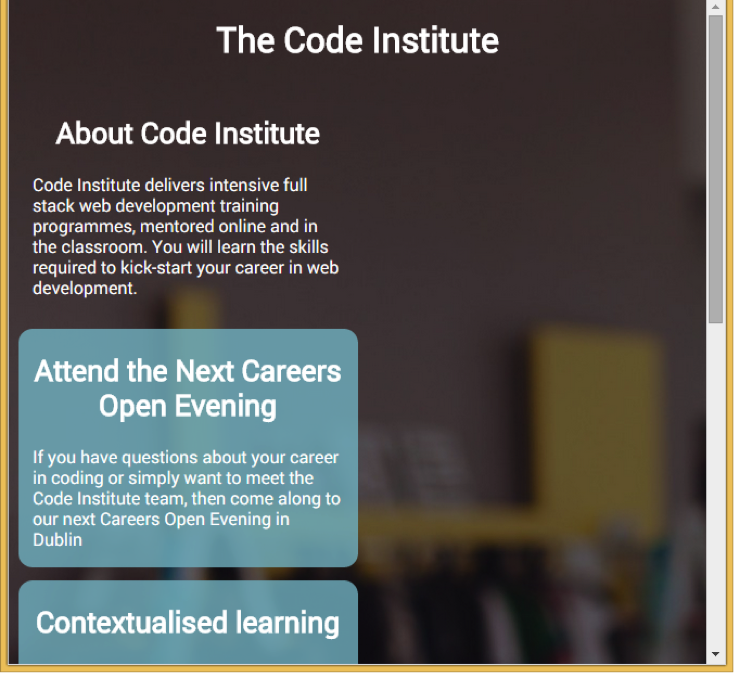 The Code Institute
About Code Institute
Code Institute delivers intensive full
stack web development training
programmes, mentored online and in
the classroom. You will learn the skills
required to kick-start your career in web
development.
Attend the Next Careers
Open Evening
If you have questions about your career
in coding or simply want to meet the
Code Institute team, then come along to
our next Careers Open Evening in
Dublin
Contextualised learning